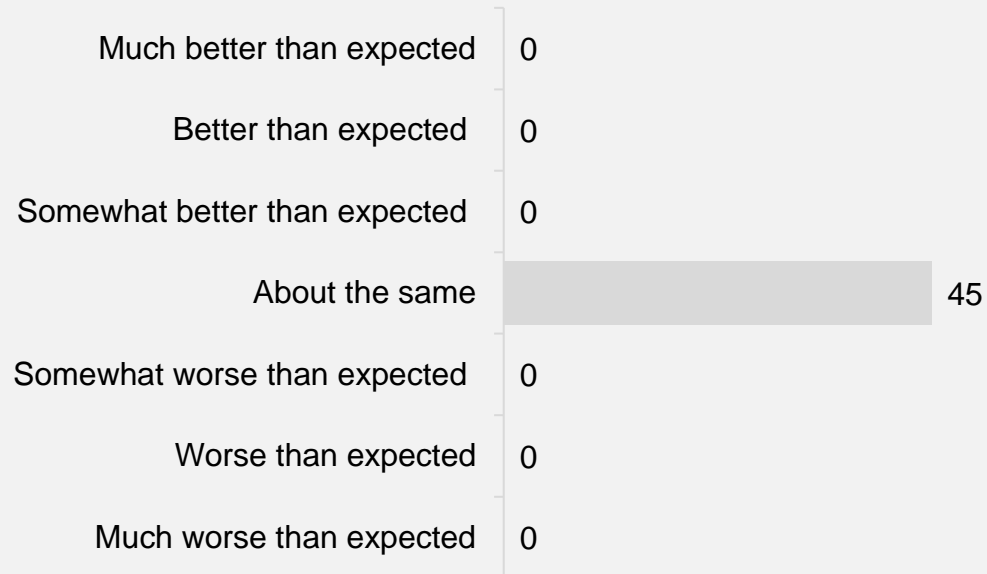 Much better than expected 0
Better than expected 0
Somewhat better than expected 0
About the same 45
Somewhat worse than expected 0
Worse than expected 0
Much worse than expected 0